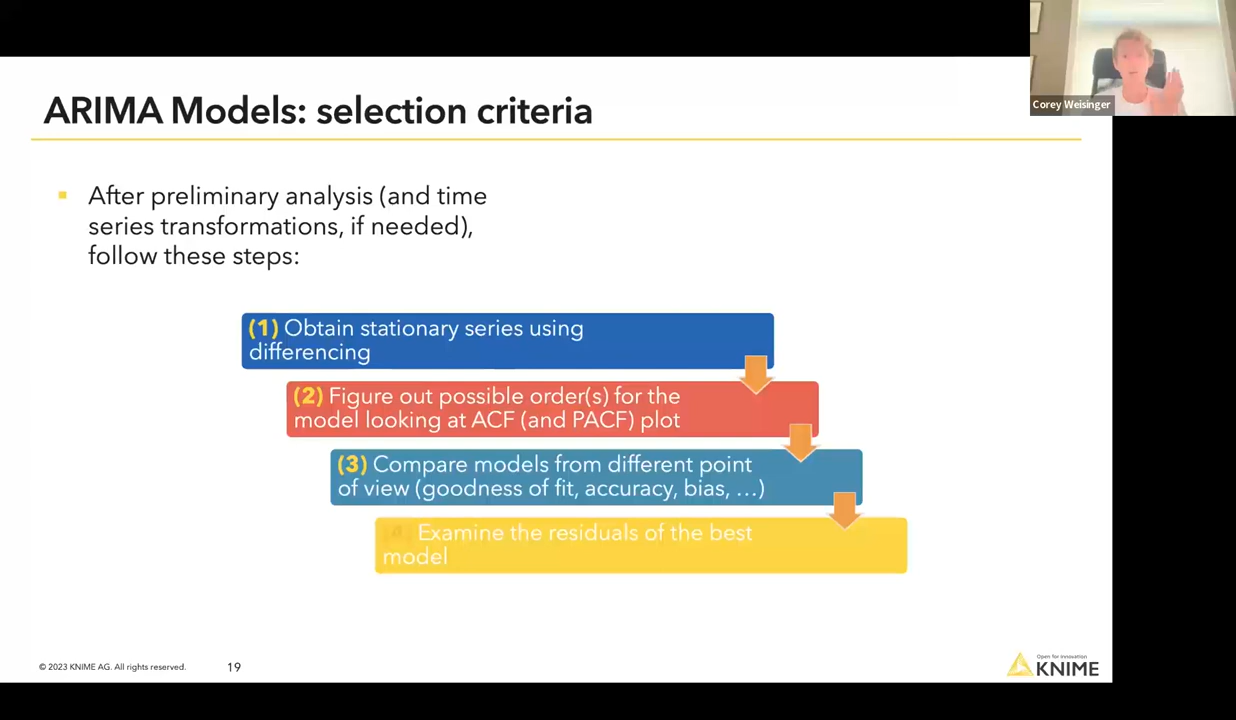 Corey Weisinger
ARIMA Models: selection criteria
After preliminary analysis (and time
series transformations, if needed),
follow these steps:
(1) Obtain stationary series using
differencing
(2) Figure out possible order(s) for the
model looking at ACF (and PACF) plot
(3) Compare models from different point
of view (goodness of fit, accuracy, bias, …)
(4) Examine the residuals of the best
model
© 2023 KNIME AG. All rights reserved.
19
Open for Innovation
KNIME